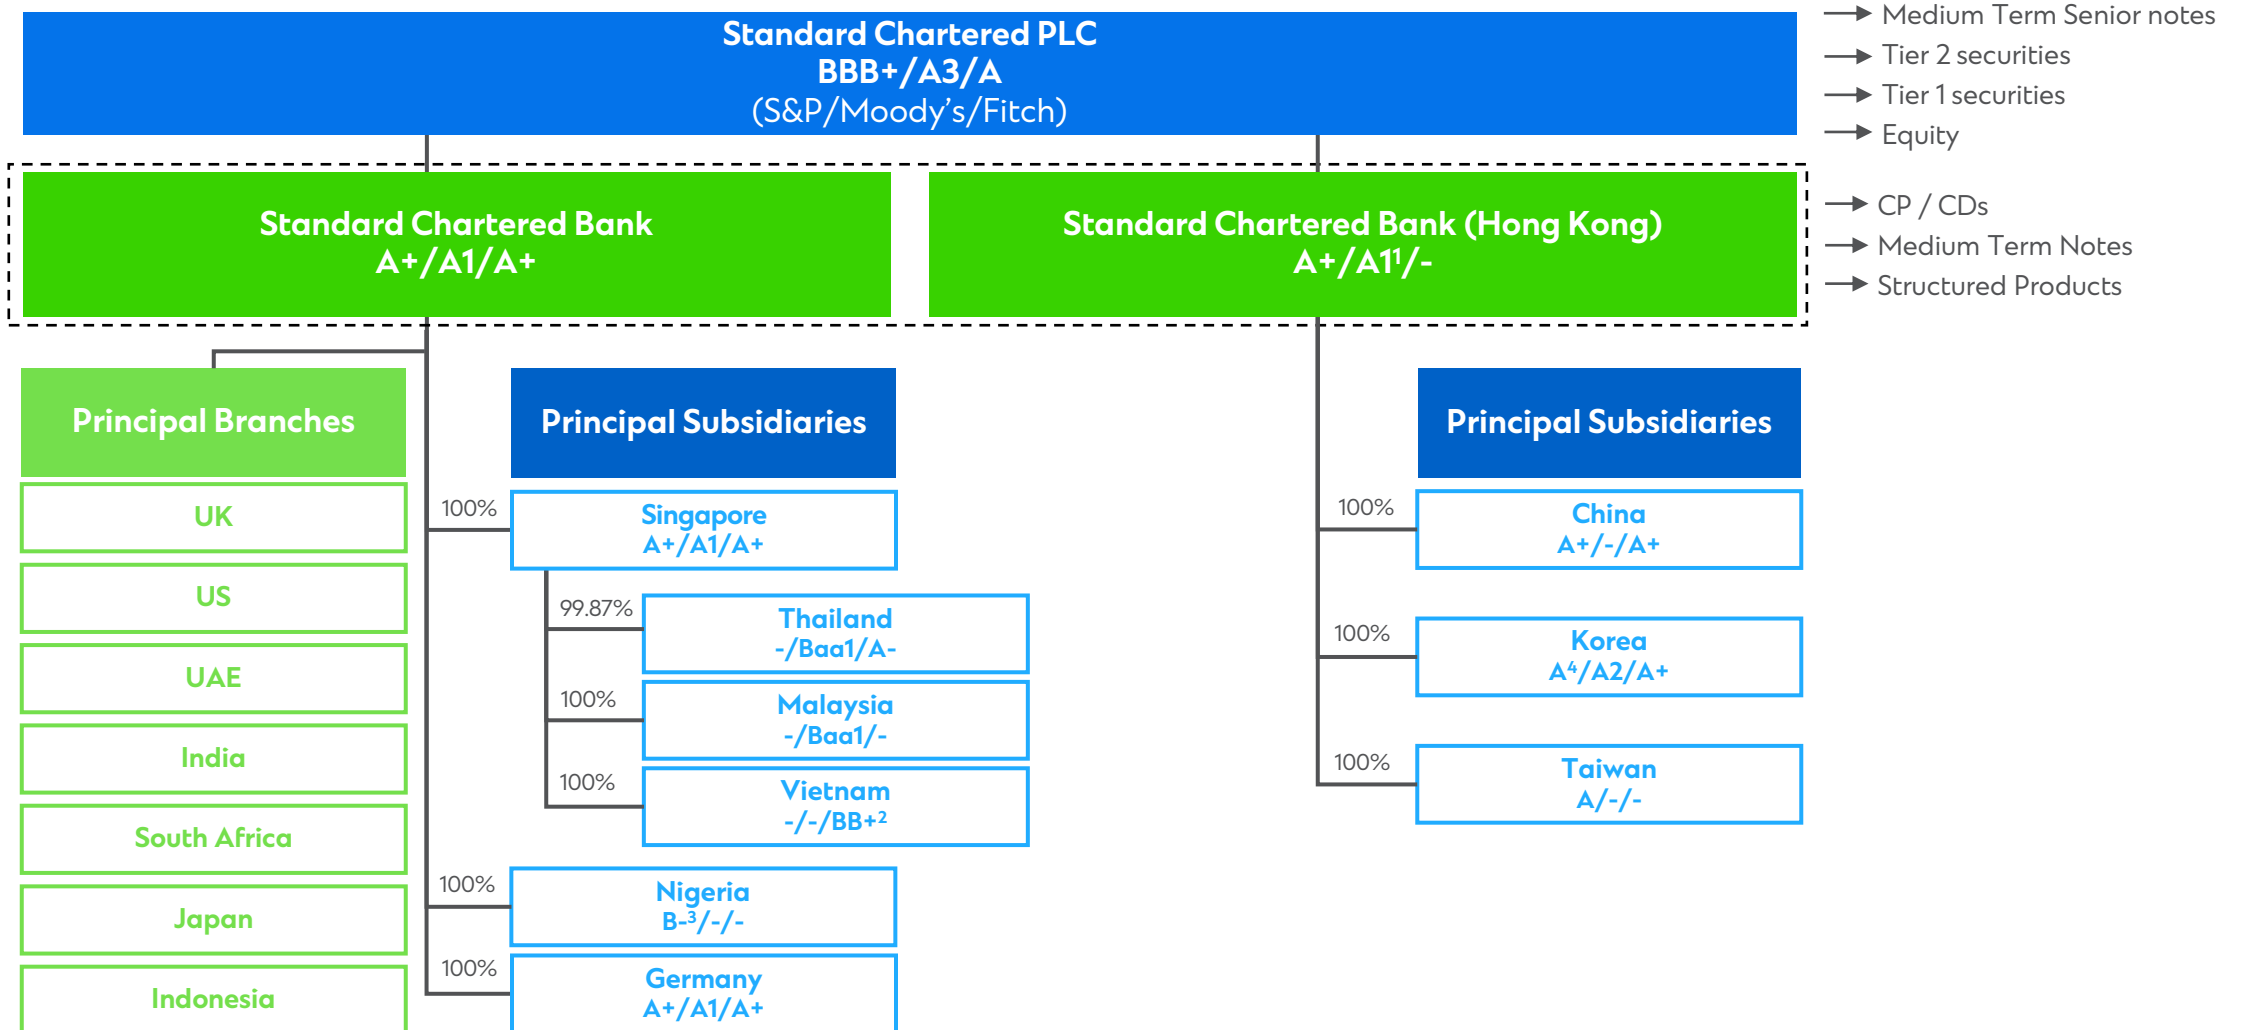 Standard Chartered PLC
BBB+/A3/A
(S&P/Moody's/Fitch)
Medium Term Senior notes
Tier 2 securities
Tier 1 securities
Equity
Standard Chartered Bank
A+/A1/A+
Standard Chartered Bank (Hong Kong)
A+/A1¹/-
CP / CDs
Medium Term Notes
Structured Products
Principal Branches
UK
US
UAE
India
South Africa
Japan
Indonesia
Principal Subsidiaries
100%
Singapore
A+/A1/A+
99.87%
Thailand
-/Baa1/A-
100%
Malaysia
-/Baa1/-
100%
Vietnam
-/-/BB+²
100%
Nigeria
B-³/-/-
100%
Germany
A+/A1/A+
Principal Subsidiaries
100%
China
A+/-/A+
100%
Korea
A⁴/A2/A+
100%
Taiwan
A/-/-